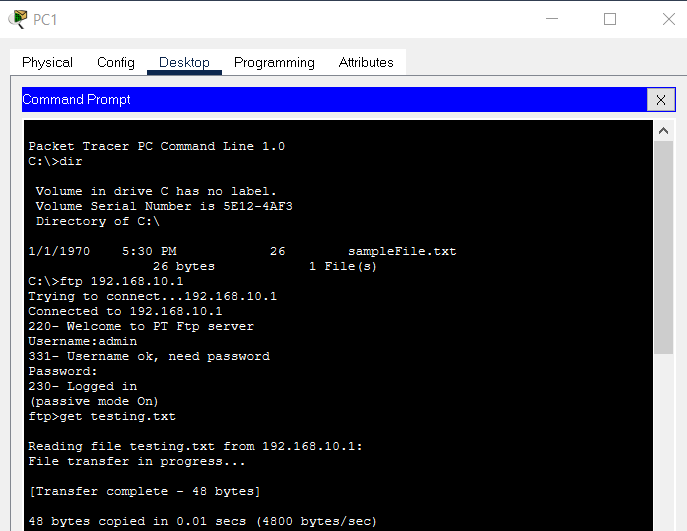 PC1
Physical Config Desktop Programming Attributes
Command Prompt
X
Packet Tracer PC Command Line 1.0
C:\>dir
Volume in drive C has no label.
Volume Serial Number is 5E12-4AF3
Directory of C:\
1/1/1970 5:30 PM 26 sampleFile.txt
26 bytes 1 File(s)
C:\>ftp 192.168.10.1
Trying to connect...192.168.10.1
Connected to 192.168.10.1
220- Welcome to PT Ftp server
Username:admin
331- Username ok, need password
Password:
230- Logged in
(passive mode On)
ftp>get testing.txt
Reading file testing.txt from 192.168.10.1:
File transfer in progress...
[Transfer complete - 48 bytes]
48 bytes copied in 0.01 secs (4800 bytes/sec)